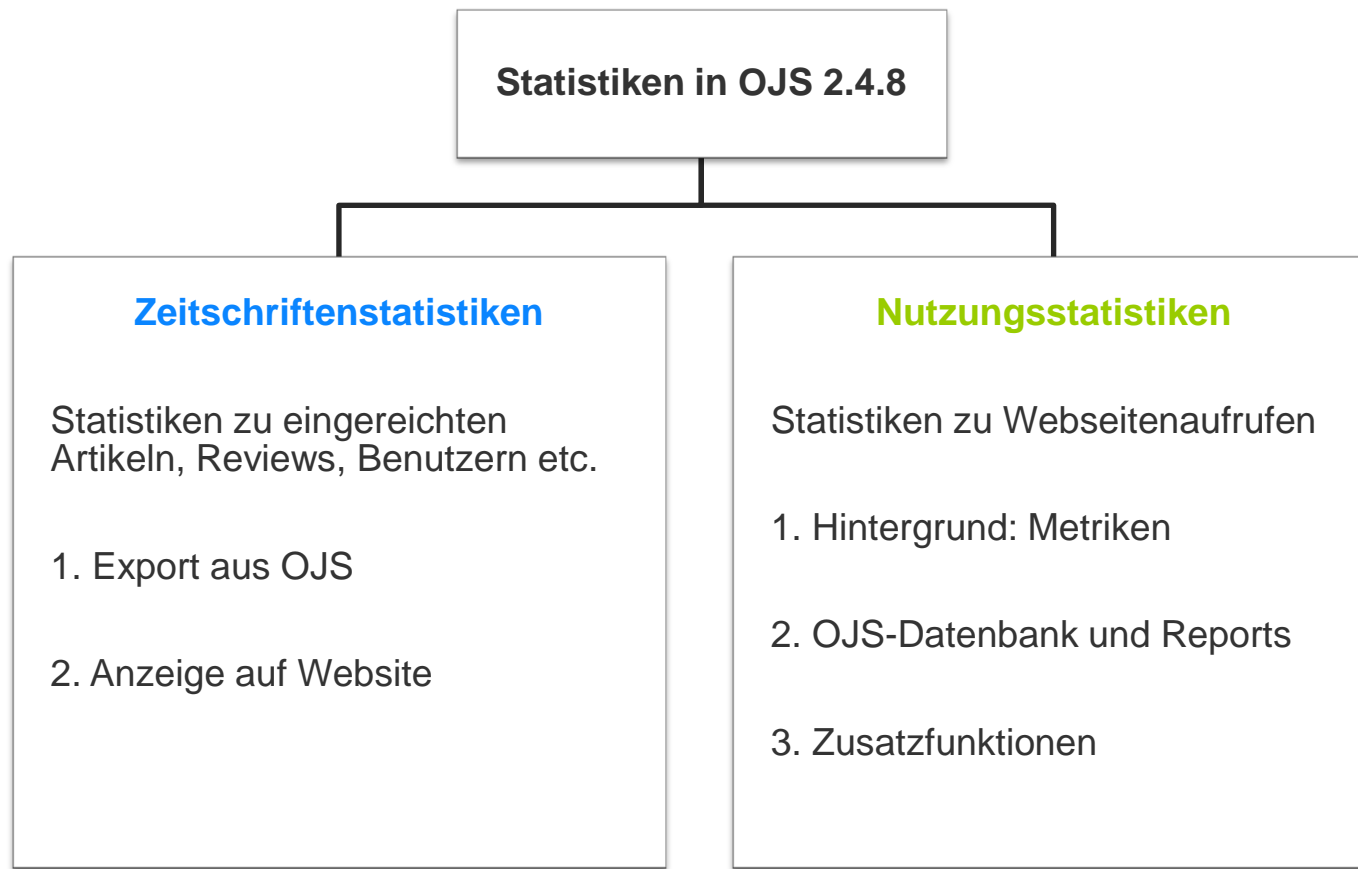 Statistiken in OJS 2.4.8
Zeitschriftenstatistiken
Statistiken zu eingereichten
Artikeln, Reviews, Benutzern etc.
1. Export aus OJS
2. Anzeige auf Website
Nutzungsstatistiken
Statistiken zu Webseitenaufrufen
1. Hintergrund: Metriken
2. OJS-Datenbank und Reports
3. Zusatzfunktionen